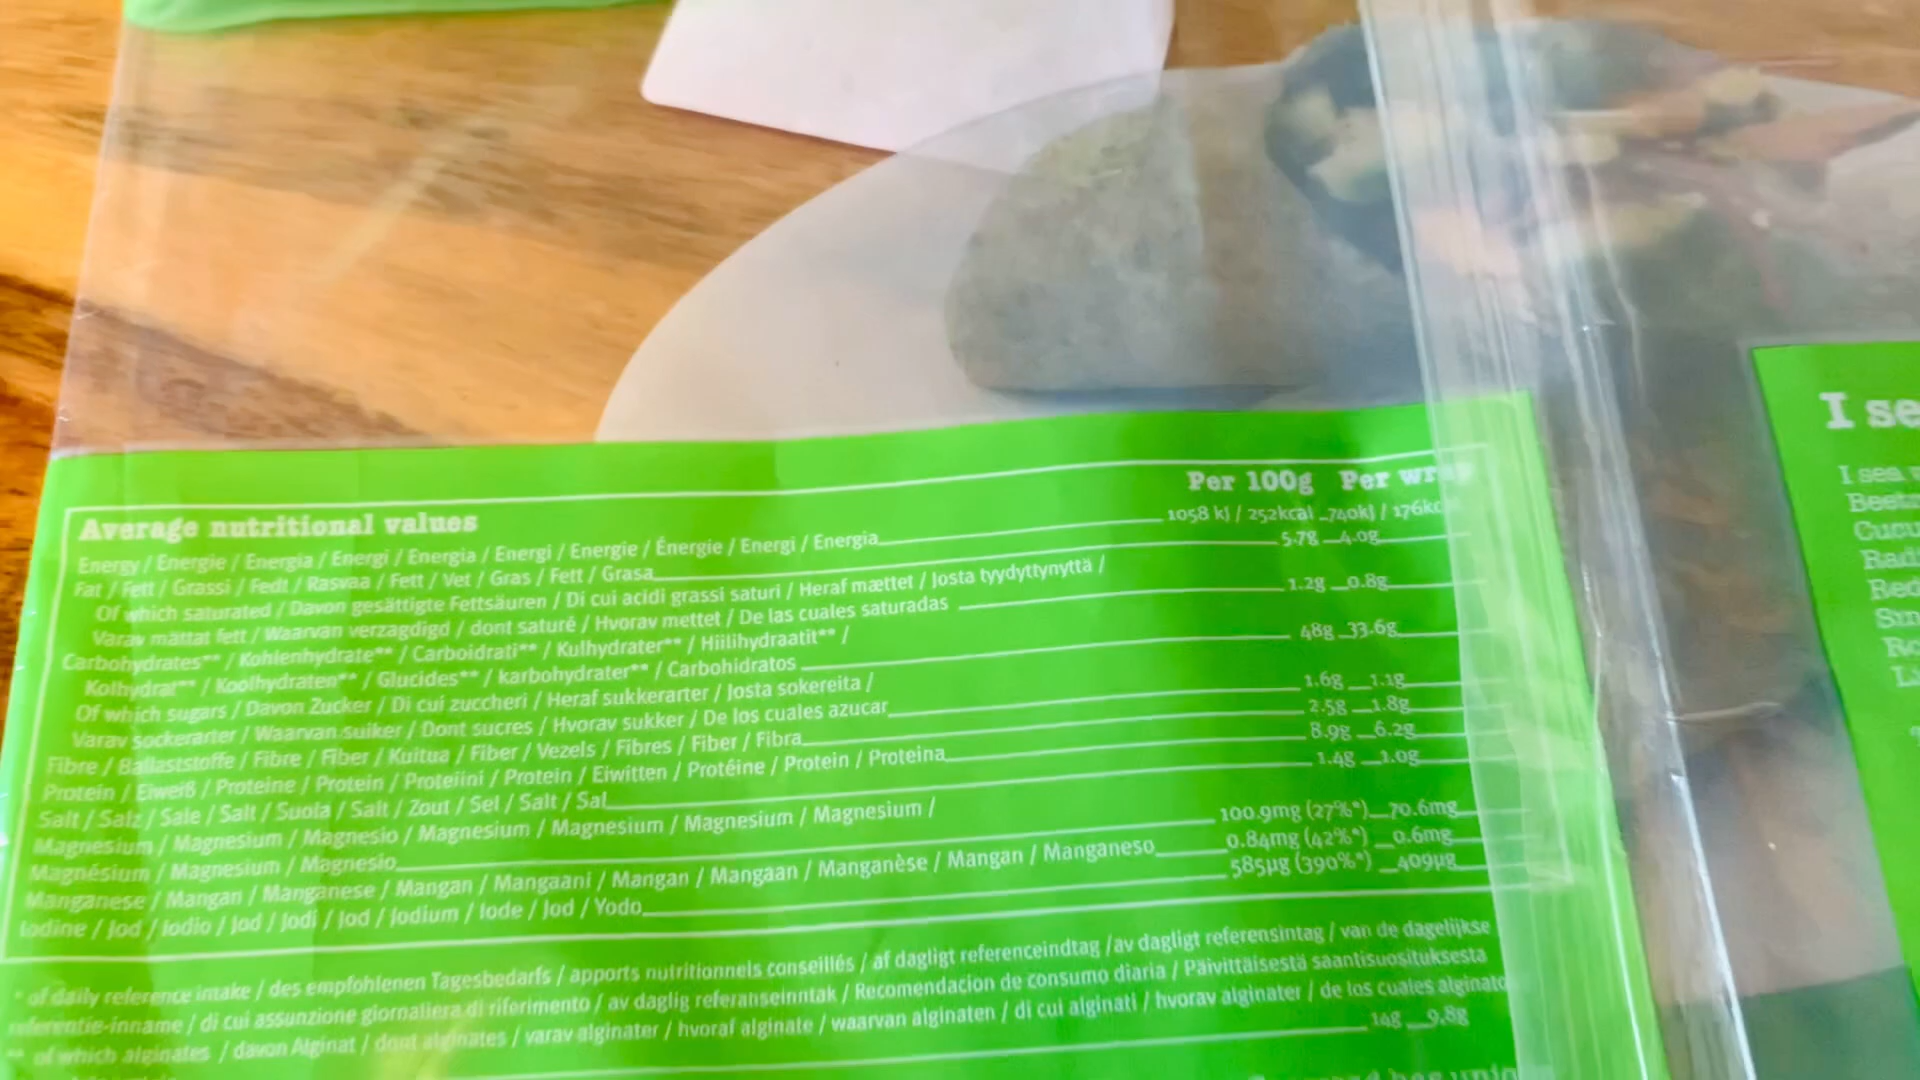 Per 100g Per wrap
Average nutritional values
Energy / Energie / Energia / Energi / Energia / Energi / Energie / Énergie / Energi / Energia 1058 kJ / 252kcal 740kJ / 176kc
Fat / Fett / Grassi / Fedt / Rasvaa / Fett / Vet / Gras / Fett / Grasa 5.7g 4.0g
Of which saturated / Davon gesättigte Fettsäuren / Di cui acidi grassi saturi / Heraf mættet / Josta tyydyttynyttä /
Varav mättat fett / Waarvan verzagdigd / dont saturé / Hvorav mettet / De las cuales saturadas 1.2g 0.8g
Carbohydrates** / Kohlenhydrate** / Carboidrati** / Kulhydrater** / Hiilihydraatit** /
Kolhydrat** / Koolhydraten** / Glucides** / karbohydrater** / Carbohidratos 48g 33.6g
Of which sugars / Davon Zucker / Di cui zuccheri / Heraf sukkerarter / Josta sokereita /
Varav sockerarter / Waarvan suiker / Dont sucres / Hvorav sukker / De los cuales azucar 1.6g 1.1g
Fibre / Ballaststoffe / Fibre / Fiber / Kuitua / Fiber / Vezels / Fibres / Fiber / Fibra 2.5g 1.8g
Protein / Eiweiß / Proteine / Protein / Proteiini / Protein / Eiwitten / Protéine / Protein / Proteina 8.9g 6.2g
Salt / Salz / Sale / Salt / Suola / Salt / Zout / Sel / Salt / Sal 1.4g 1.0g
Magnesium / Magnesium / Magnesio / Magnesium / Magnesium / Magnesium / Magnesium /
Magnésium / Magnesium / Magnesio 100.9mg (27%*) 70.6mg
Manganese / Mangan / Manganese / Mangan / Mangaani / Mangan / Mangaan / Manganèse / Mangan / Manganeso 0.84mg (42%*) 0.6mg
Iodine / Jod / Iodio / Jod / Jodi / Jod / Jodium / Iode / Jod / Yodo 585µg (390%*) 409µg
* of daily reference intake / des empfohlenen Tagesbedarfs / apports nutritionnels conseillés / af dagligt referenceindtag /av dagligt referensintag / van de dagelijkse
referentie-inname / di cui assunzione giornaliera di riferimento / av daglig referanseinntak / Recomendacion de consumo diaria / Päivittäisestä saantisuosituksesta
** of which alginates / davon Alginat / dont alginates / varav alginater / hvoraf alginate / waarvan alginaten / di cui alginati / hvorav alginater / de los cuales alginato
14g 9.8g
I se
I sea
Beet
Cucu
Radi
Red
Sm
Ro
Li